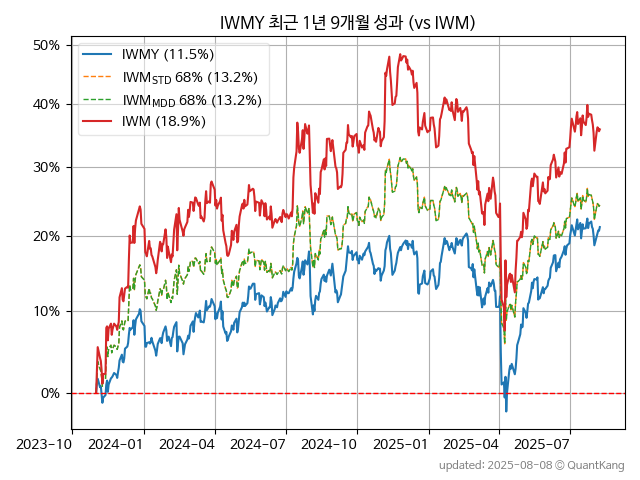 IWMY 최근 1년 9개월 성과 (vs IWM)
50%
40%
30%
20%
10%
0%
IWMY (11.5%)
IWM_STD 68% (13.2%)
IWM_MDD 68% (13.2%)
IWM (18.9%)
2023-10 2024-01 2024-04 2024-07 2024-10 2025-01 2025-04 2025-07
updated: 2025-08-08 © QuantKang